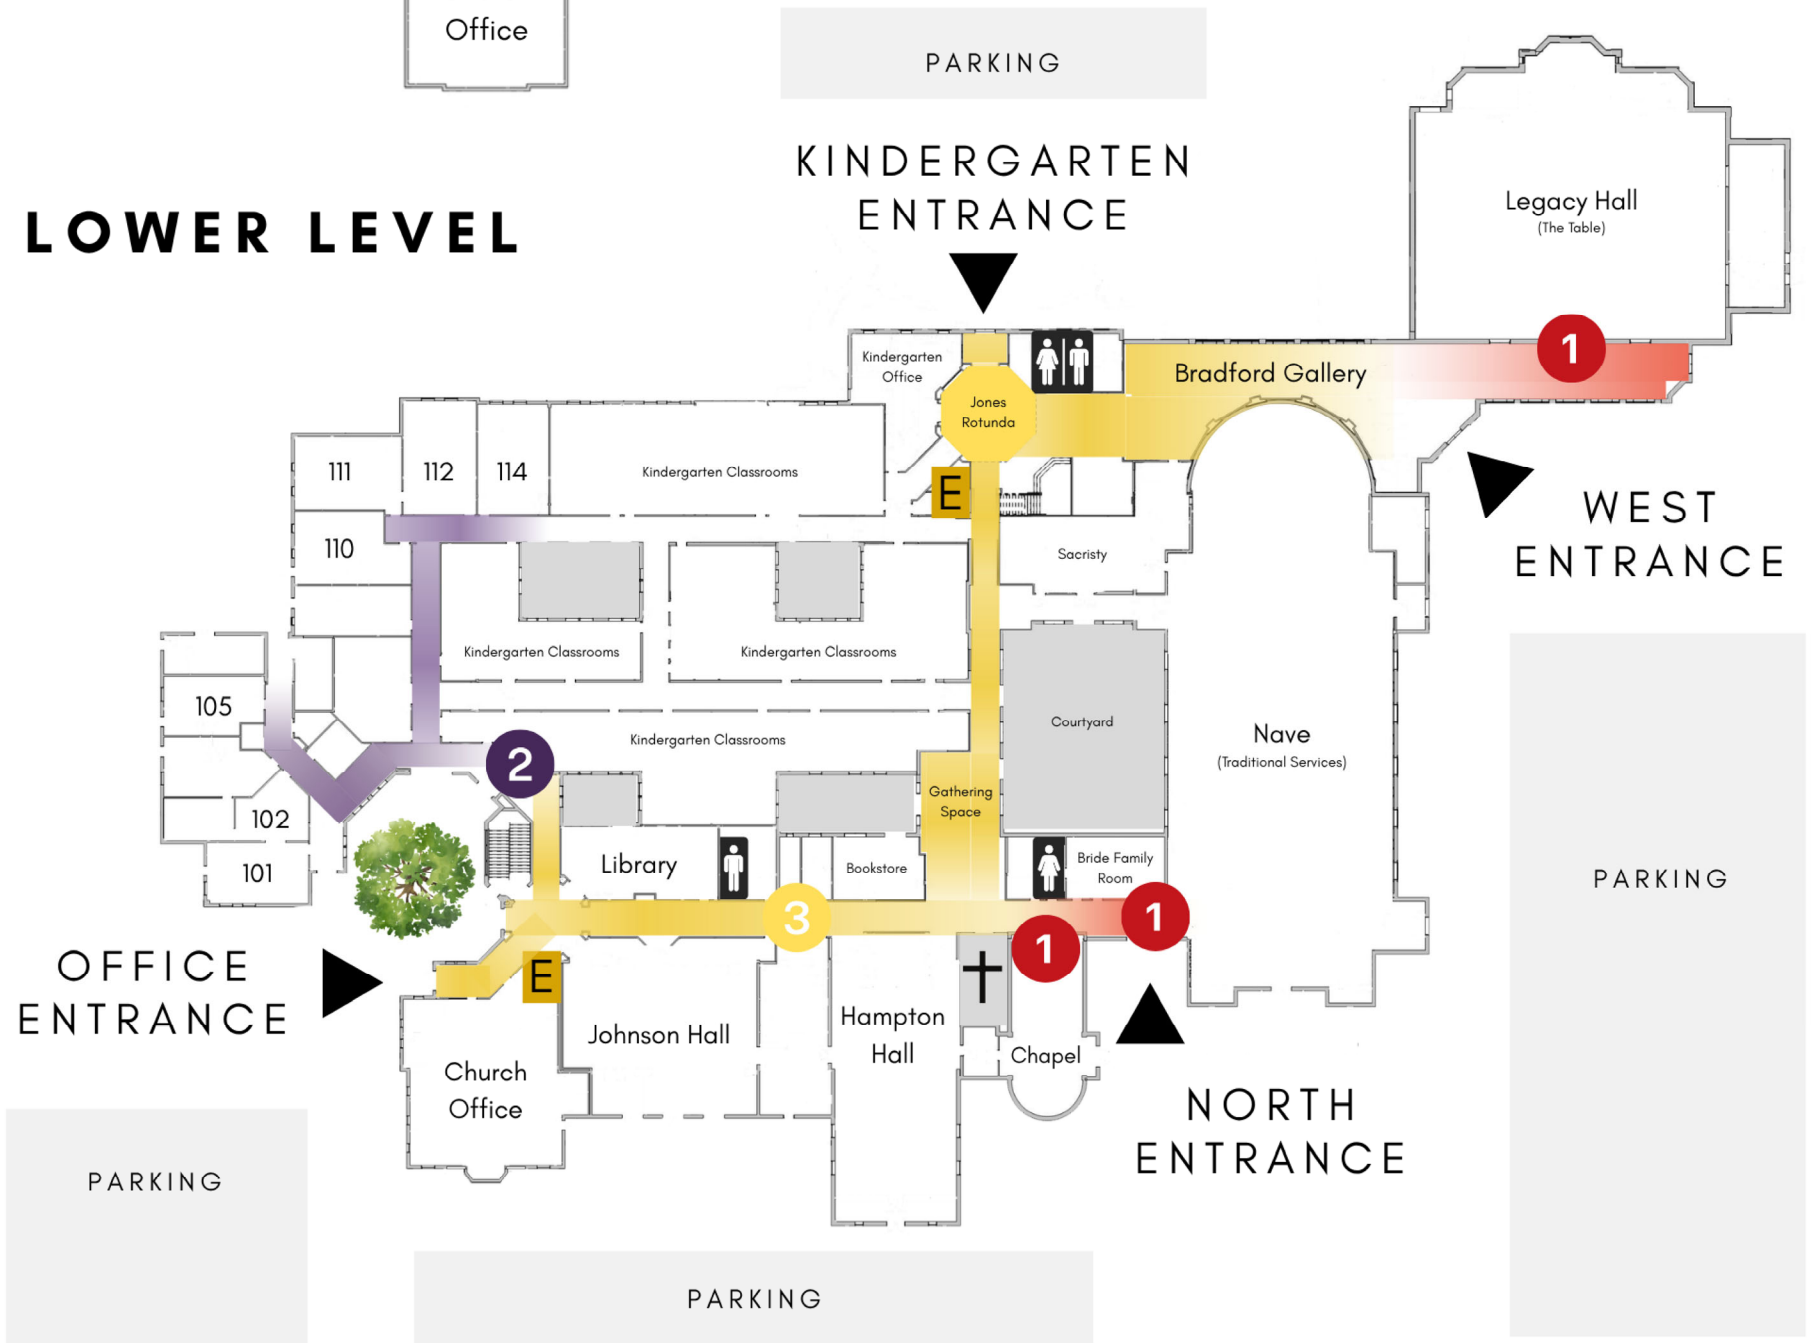 Office
PARKING
KINDERGARTEN
ENTRANCE
LOWER LEVEL
Legacy Hall
(The Table)
1
Kindergarten
Office
Bradford Gallery
Jones
Rotunda
111
112
114
Kindergarten Classrooms
E
WEST
ENTRANCE
110
Sacristy
Kindergarten Classrooms
Kindergarten Classrooms
105
Courtyard
Nave
(Traditional Services)
Kindergarten Classrooms
2
Gathering
Space
102
101
Library
Bookstore
Bride Family
Room
PARKING
3
1
1
OFFICE
ENTRANCE
E
Johnson Hall
Hampton
Hall
Chapel
Church
Office
NORTH
ENTRANCE
PARKING
PARKING